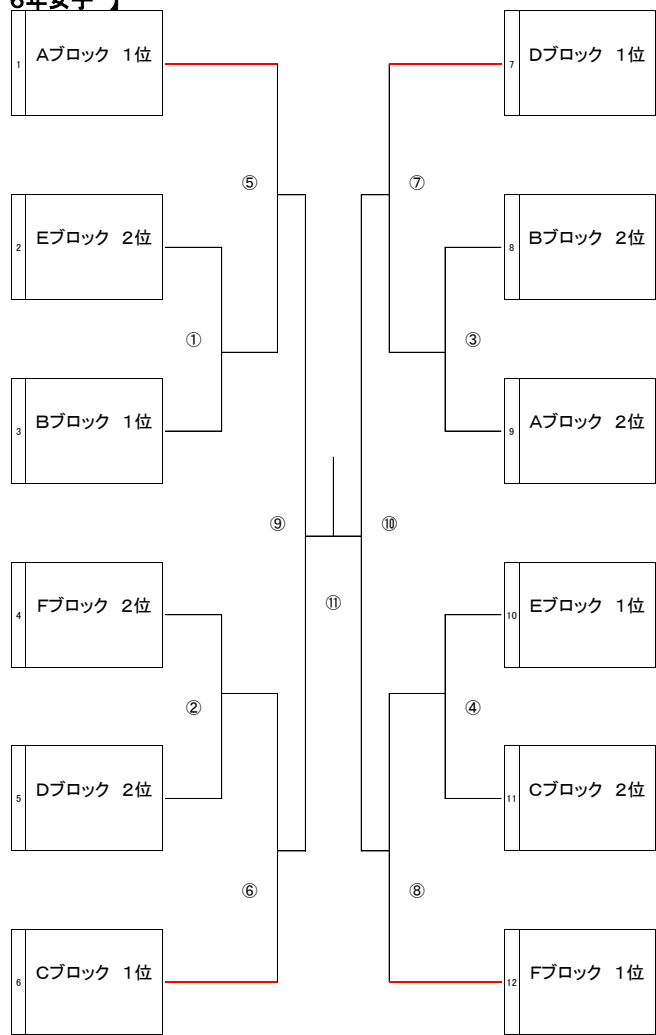 6年女子 】
1 Aブロック 1位
7 Dブロック 1位
⑤
⑦
2 Eブロック 2位
8 Bブロック 2位
①
③
3 Bブロック 1位
9 Aブロック 2位
⑨
⑩
4 Fブロック 2位
10 Eブロック 1位
⑪
②
④
5 Dブロック 2位
11 Cブロック 2位
⑥
⑧
6 Cブロック 1位
12 Fブロック 1位